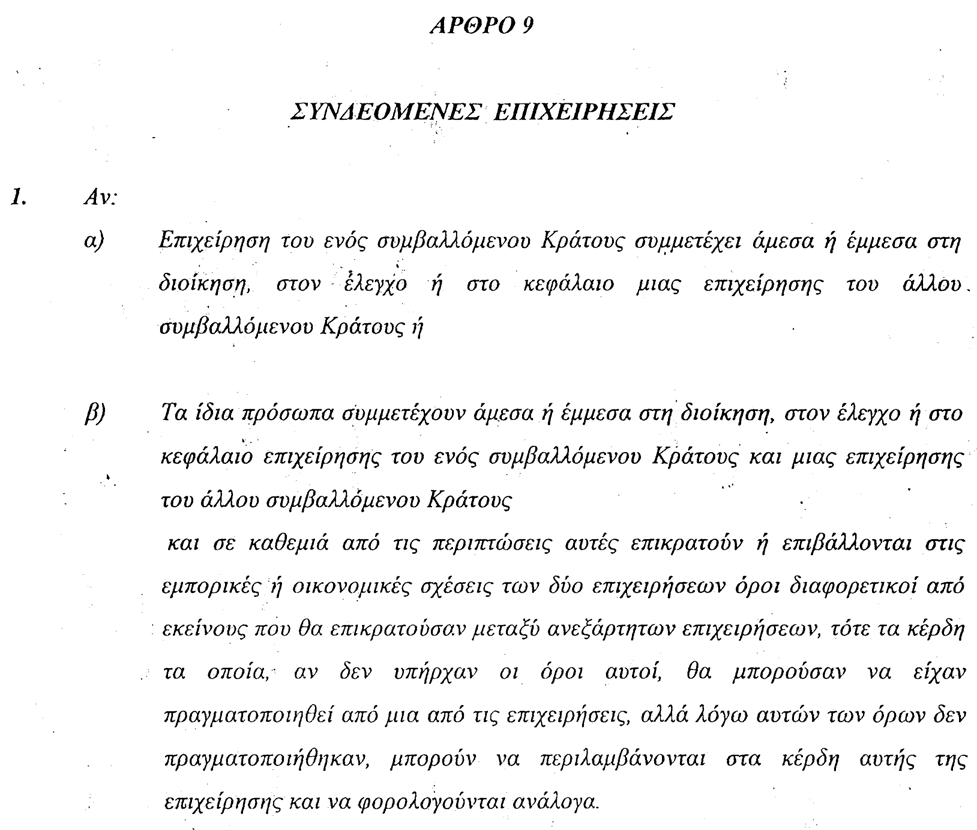 ΑΡΘΡΟ 9
ΣΥΝΔΕΟΜΕΝΕΣ ΕΠΙΧΕΙΡΗΣΕΙΣ
1. Αν:
α) Επιχείρηση του ενός συμβαλλόμενου Κράτους συμμετέχει άμεσα ή έμμεσα στη
διοίκηση, στον έλεγχο ή στο κεφάλαιο μιας επιχείρησης του άλλου
συμβαλλόμενου Κράτους ή
β) Τα ίδια πρόσωπα συμμετέχουν άμεσα ή έμμεσα στη διοίκηση, στον έλεγχο ή στο
κεφάλαιο επιχείρησης του ενός συμβαλλόμενου Κράτους και μιας επιχείρησης
του άλλου συμβαλλόμενου Κράτους
και σε καθεμιά από τις περιπτώσεις αυτές επικρατούν ή επιβάλλονται στις
εμπορικές ή οικονομικές σχέσεις των δύο επιχειρήσεων όροι διαφορετικοί από
εκείνους που θα επικρατούσαν μεταξύ ανεξάρτητων επιχειρήσεων, τότε τα κέρδη
τα οποία, αν δεν υπήρχαν οι όροι αυτοί, θα μπορούσαν να είχαν
πραγματοποιηθεί από μια από τις επιχειρήσεις, αλλά λόγω αυτών των όρων δεν
πραγματοποιήθηκαν, μπορούν να περιλαμβάνονται στα κέρδη αυτής της
επιχείρησης και να φορολογούνται ανάλογα.